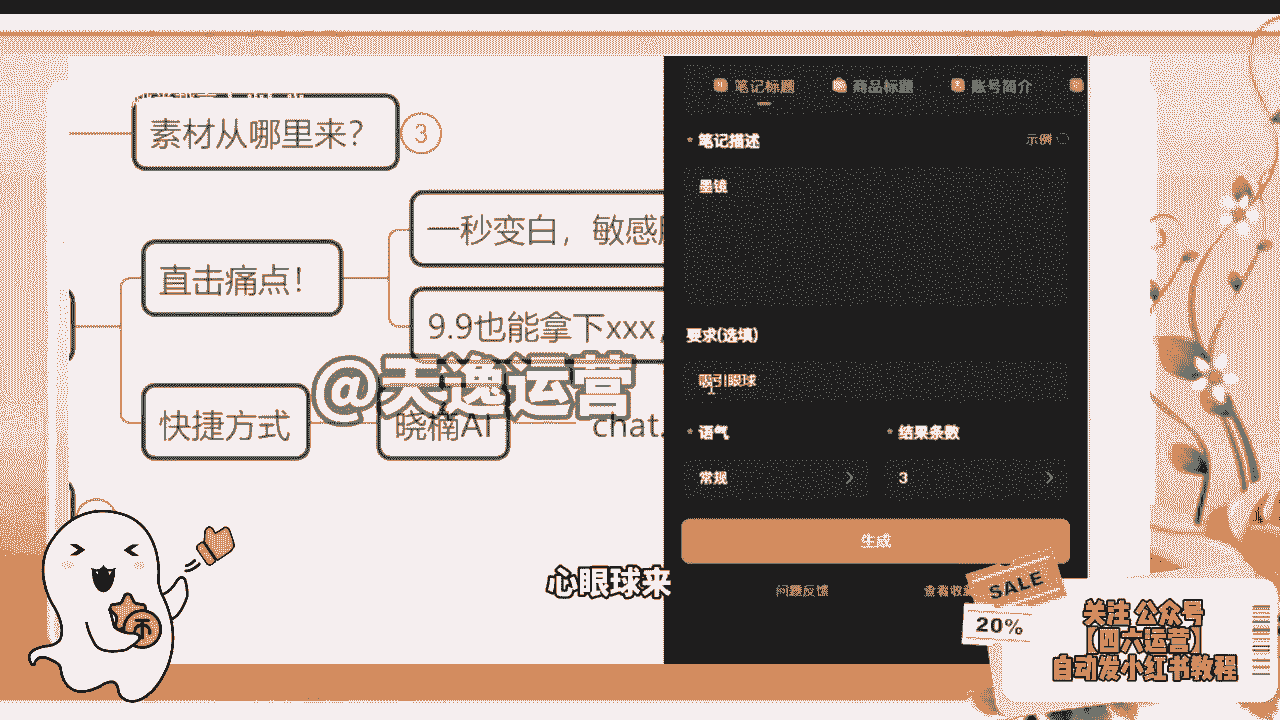 素材从哪里来？
3
一秒变白，敏感
直击痛点！
9.9也能拿下xxx，
快捷方式
晓楠AI
chat.
@天逸运营
心眼球来
笔记标题
商品标题
账号简介
* 笔记描述
示例
墨镜
要求(选填)
吸引眼球
* 语气
* 结果条数
常规
3
生成
问题反馈
查看收
SALE
20%
关注 公众号
【四六运营】
自动发小红书教程